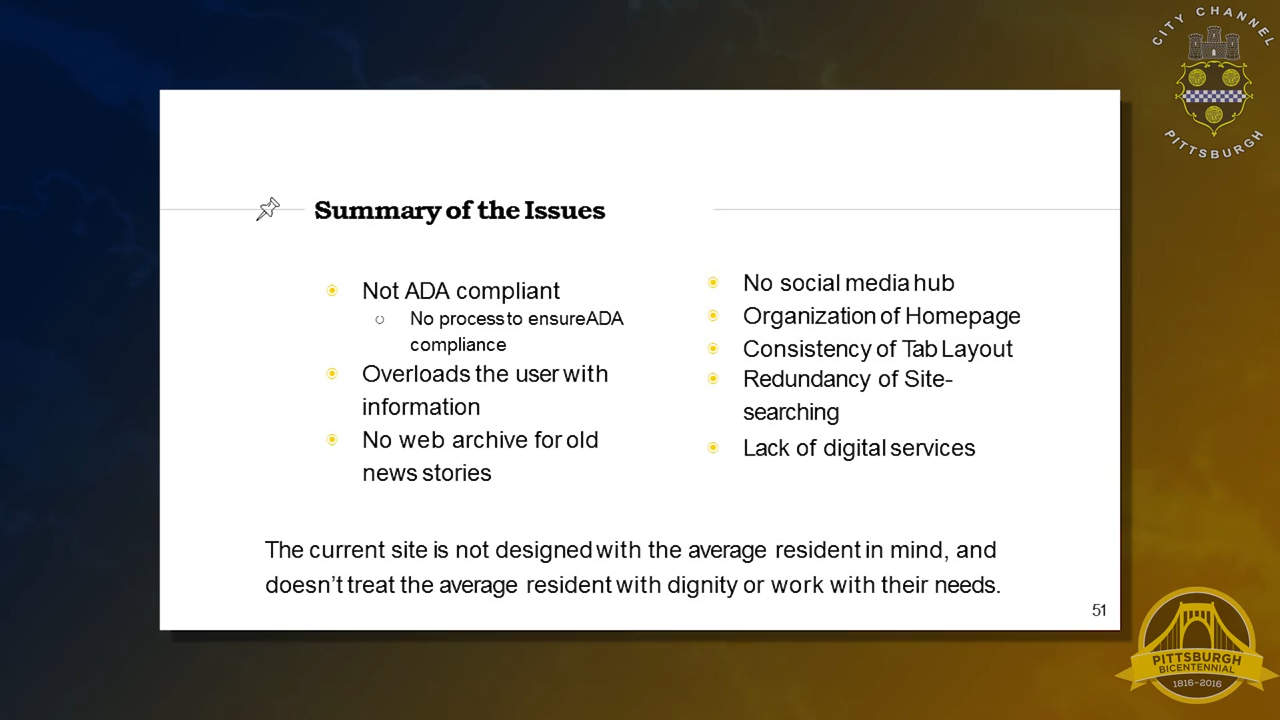 CITY CHANNEL
PITTSBURGH
Summary of the Issues
Not ADA compliant
No process to ensureADA
compliance
Overloads the user with
information
No web archive for old
news stories
No social media hub
Organization of Homepage
Consistency of Tab Layout
Redundancy of Site-
searching
Lack of digital services
The current site is not designed with the average resident in mind, and
doesn't treat the average resident with dignity or work with their needs.
51
PITTSBURGH
BICENTENNIAL
1816-2016